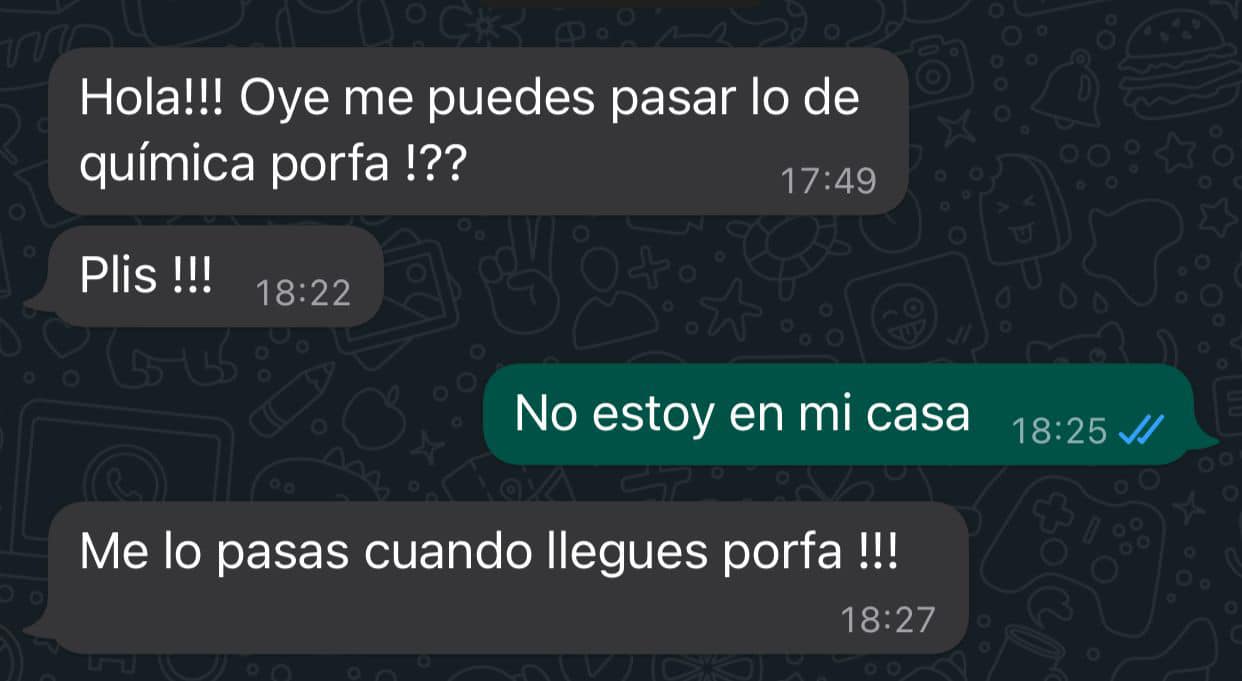 Hola!!! Oye me puedes pasar lo de
química porfa !??
17:49
Plis !!!
18:22
No estoy en mi casa
18:25
Me lo pasas cuando llegues porfa !!!
18:27